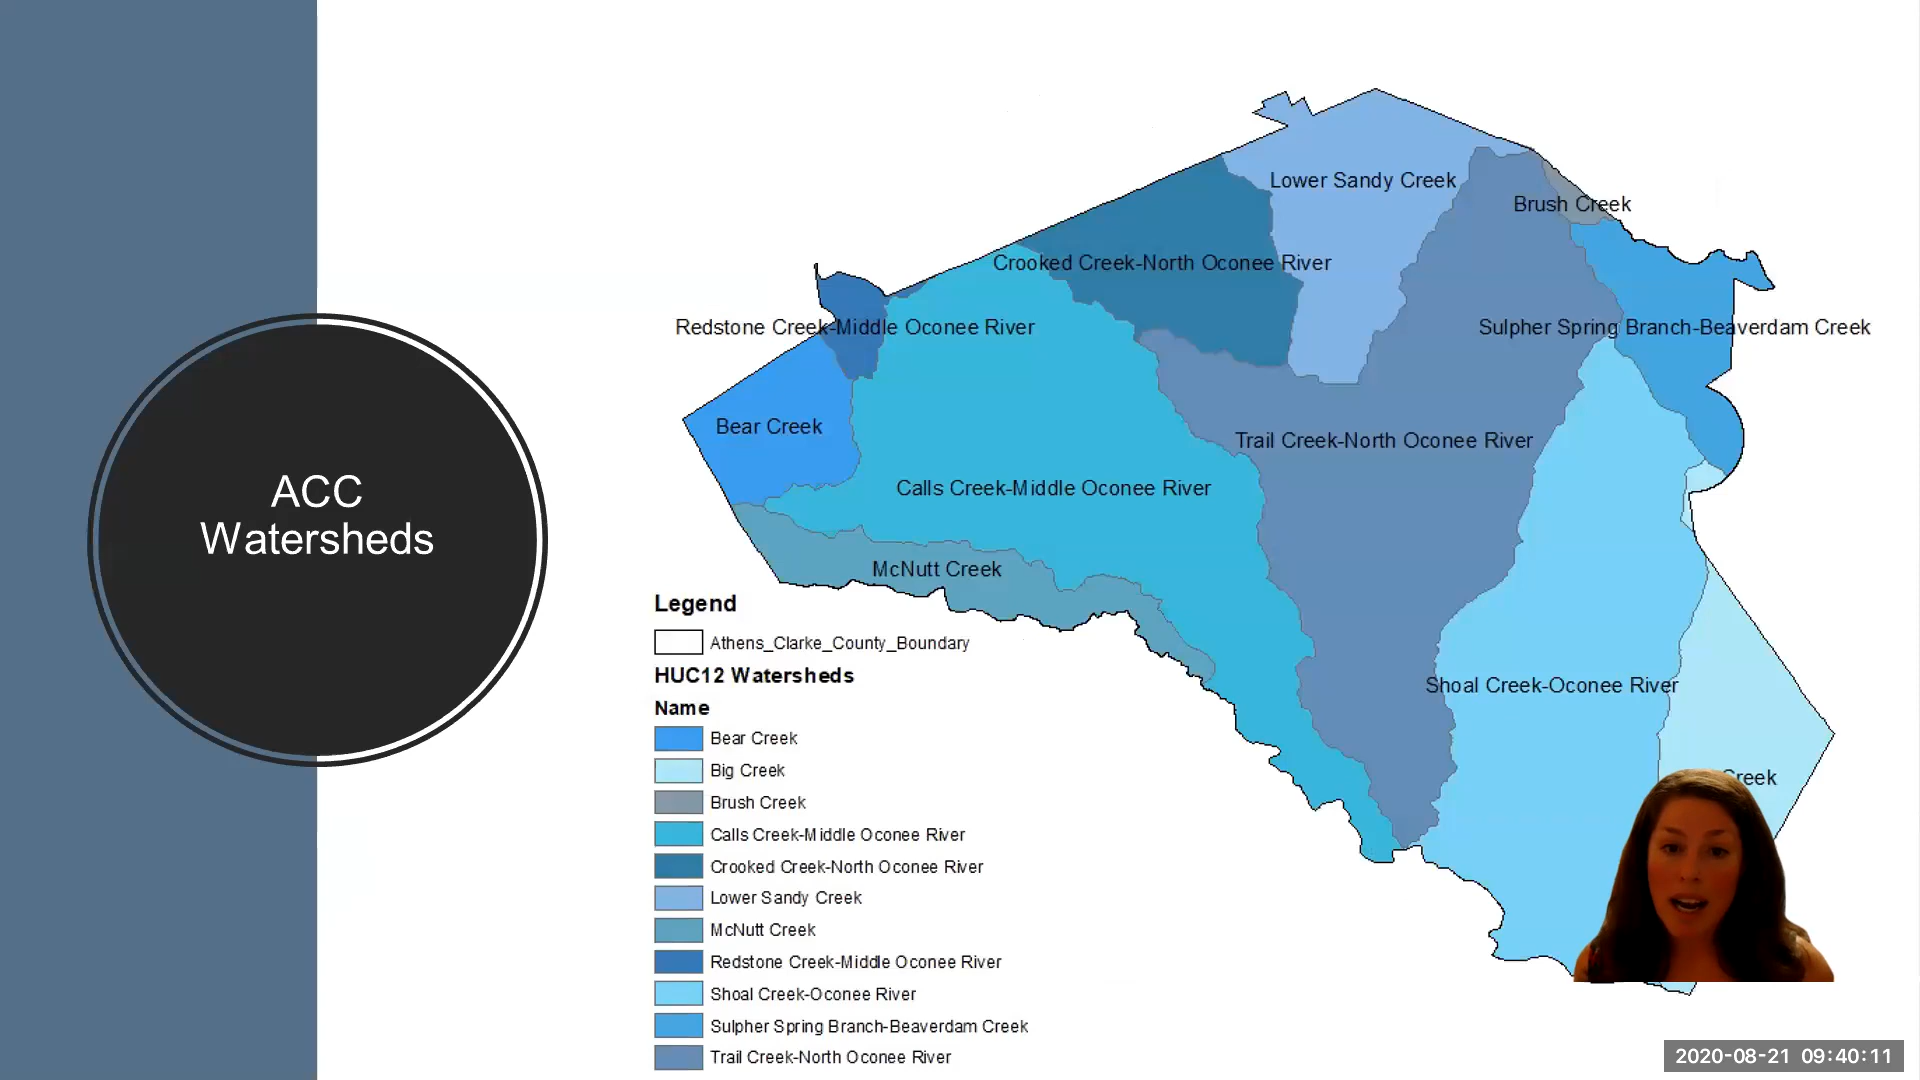 ACC
Watersheds
Lower Sandy Creek
Brush Creek
Crooked Creek-North Oconee River
Redstone Creek-Middle Oconee River
Sulpher Spring Branch-Beaverdam Creek
Bear Creek
Trail Creek-North Oconee River
Calls Creek-Middle Oconee River
McNutt Creek
Shoal Creek-Oconee River
Creek
Legend
Athens_Clarke_County_Boundary
HUC12 Watersheds
Name
Bear Creek
Big Creek
Brush Creek
Calls Creek-Middle Oconee River
Crooked Creek-North Oconee River
Lower Sandy Creek
McNutt Creek
Redstone Creek-Middle Oconee River
Shoal Creek-Oconee River
Sulpher Spring Branch-Beaverdam Creek
Trail Creek-North Oconee River
2020-08-21 09:40:11